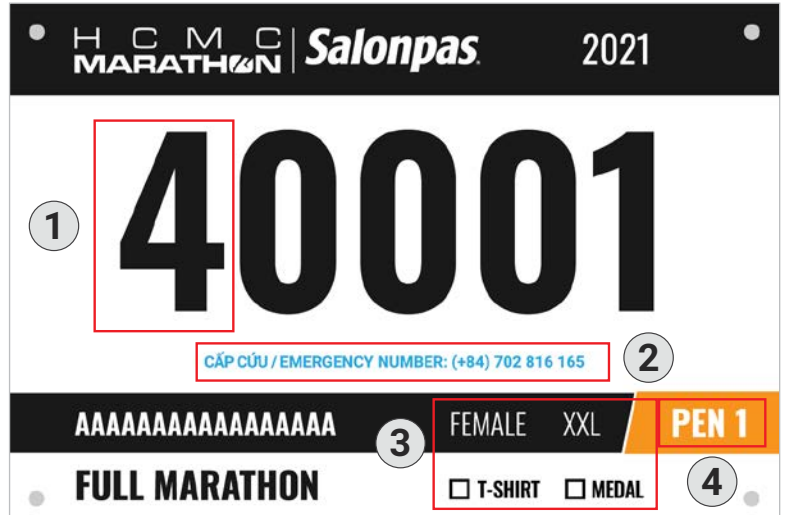 HCMC MARATHON Salonpas. 2021
1
40001
CẤP CỨU / EMERGENCY NUMBER: (+84) 702 816 165
2
AAAAAAAAAAAAAAAAA FEMALE XXL PEN 1
3
FULL MARATHON T-SHIRT MEDAL
4